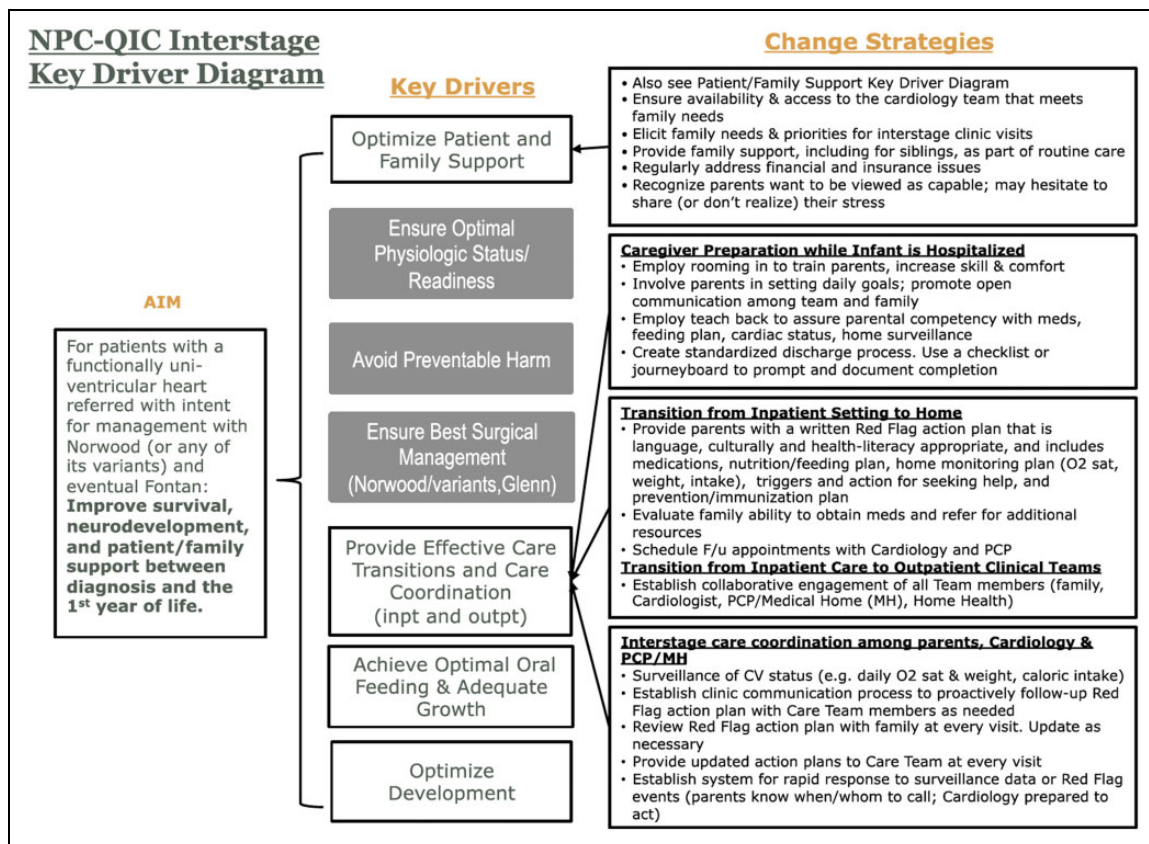 NPC-QIC Interstage
Key Driver Diagram
Change Strategies
Key Drivers
AIM
For patients with a
functionally uni-
ventricular heart
referred with intent
for management with
Norwood (or any of
its variants) and
eventual Fontan:
Improve survival,
neurodevelopment,
and patient/family
support between
diagnosis and the
1st year of life.
Optimize Patient and
Family Support
Ensure Optimal
Physiologic Status/
Readiness
Avoid Preventable Harm
Ensure Best Surgical
Management
(Norwood/variants,Glenn)
Provide Effective Care
Transitions and Care
Coordination
(inpt and outpt)
Achieve Optimal Oral
Feeding & Adequate
Growth
Optimize
Development
• Also see Patient/Family Support Key Driver Diagram
• Ensure availability & access to the cardiology team that meets
family needs
• Elicit family needs & priorities for interstage clinic visits
• Provide family support, including for siblings, as part of routine care
• Regularly address financial and insurance issues
• Recognize parents want to be viewed as capable; may hesitate to
share (or don't realize) their stress
Caregiver Preparation while Infant is Hospitalized
• Employ rooming in to train parents, increase skill & comfort
• Involve parents in setting daily goals; promote open
communication among team and family
• Employ teach back to assure parental competency with meds,
feeding plan, cardiac status, home surveillance
• Create standardized discharge process. Use a checklist or
journeyboard to prompt and document completion
Transition from Inpatient Setting to Home
• Provide parents with a written Red Flag action plan that is
language, culturally and health-literacy appropriate, and includes
medications, nutrition/feeding plan, home monitoring plan (O2 sat,
weight, intake), triggers and action for seeking help, and
prevention/immunization plan
• Evaluate family ability to obtain meds and refer for additional
resources
• Schedule F/u appointments with Cardiology and PCP
Transition from Inpatient Care to Outpatient Clinical Teams
• Establish collaborative engagement of all Team members (family,
Cardiologist, PCP/Medical Home (MH), Home Health)
Interstage care coordination among parents, Cardiology &
PCP/MH
• Surveillance of CV status (e.g. daily O2 sat & weight, caloric intake)
• Establish clinic communication process to proactively follow-up Red
Flag action plan with Care Team members as needed
• Review Red Flag action plan with family at every visit. Update as
necessary
• Provide updated action plans to Care Team at every visit
• Establish system for rapid response to surveillance data or Red Flag
events (parents know when/whom to call; Cardiology prepared to
act)